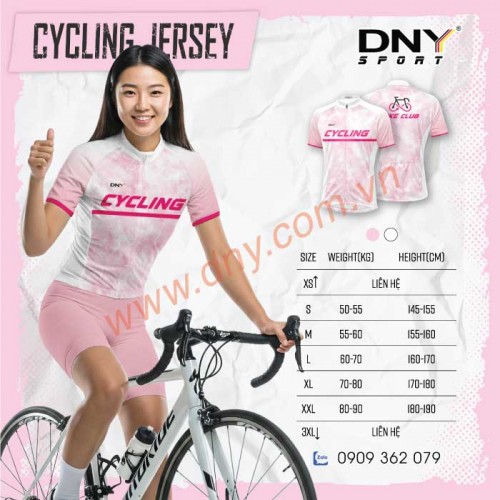 CYCLING JERSEY
DNY
SPORT
DNY
CYCLING
CYCLING
KE CLUB
www.dny.com.vn
SIZE WEIGHT(KG) HEIGHT(CM)
XS↑ LIÊN HỆ
S 50-55 145-155
M 55-60 155-160
L 60-70 160-170
XL 70-80 170-180
XXL 80-90 180-190
3XL↓ LIÊN HỆ
Zalo 0909 362 079